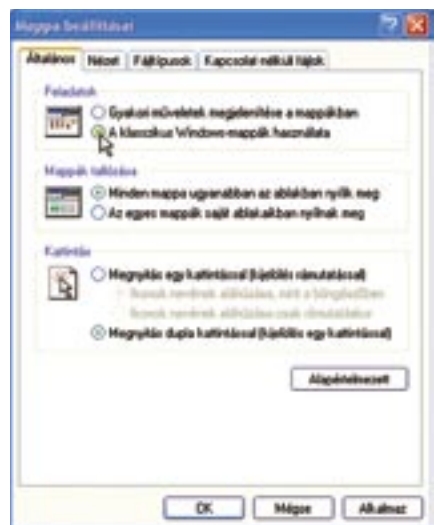 Mappa beállításai
Általános Nézet Fájltípusok Kapcsolat nélküli fájlok
Feladatok
Gyakori műveletek megjelenítése a mappákban
A klasszikus Windows-mappák használata
Mappák tallózása
Minden mappa ugyanabban az ablakban nyílik meg
Az egyes mappák saját ablakaikban nyílnak meg
Kattintás
Megnyitás egy kattintással (kijelölés rámutatással)
Ikonok nevének aláhúzása, mint a böngészőben
Ikonok nevének aláhúzása csak rámutatáskor
Megnyitás dupla kattintással (kijelölés egy kattintással)
Alapértelmezett
OK Mégse Alkalmaz